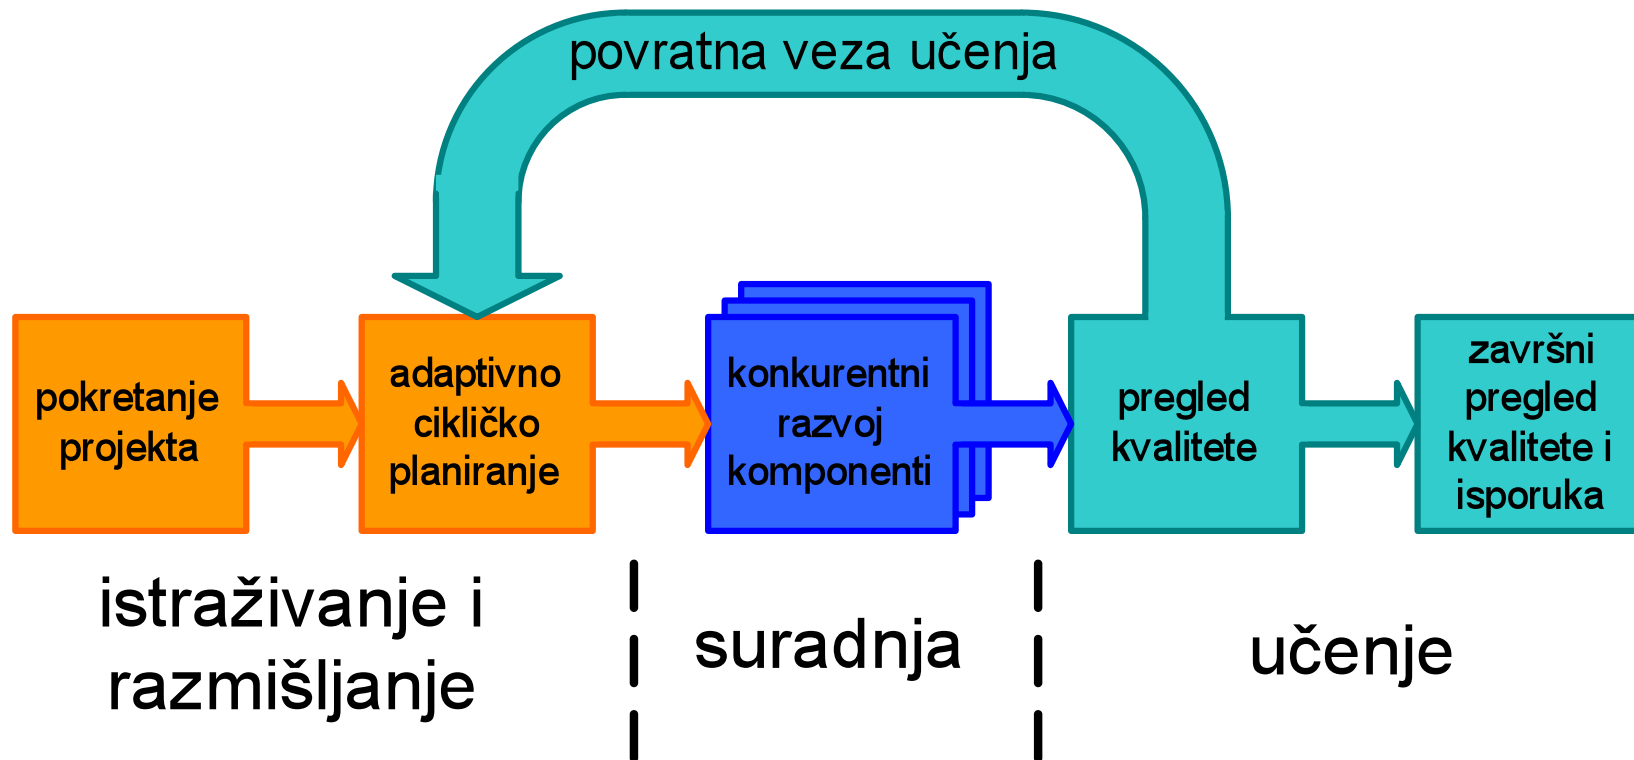 povratna veza učenja
pokretanje
projekta
adaptivno
cikličko
planiranje
konkurentni
razvoj
komponenti
pregled
kvalitete
završni
pregled
kvalitete i
isporuka
istraživanje i
razmišljanje
suradnja
učenje